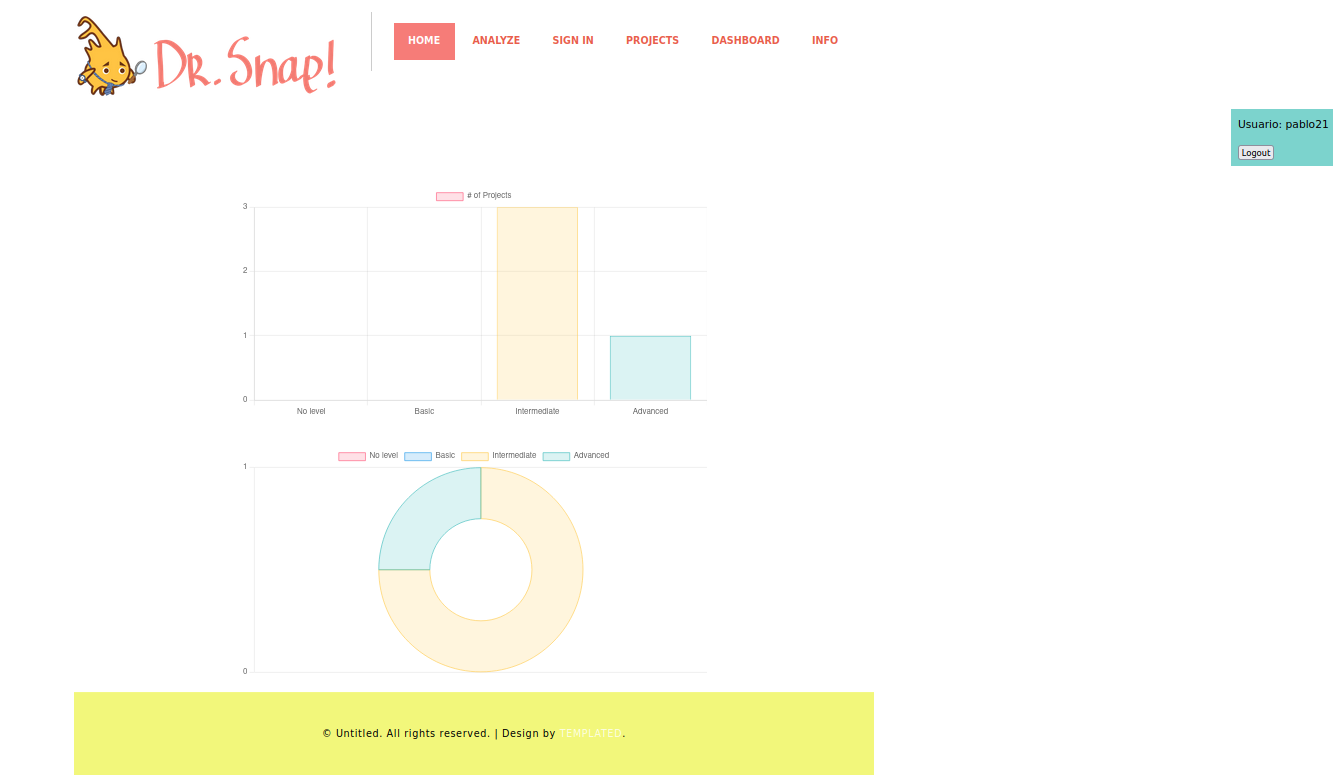 Dr. Snap!
HOME ANALYZE SIGN IN PROJECTS DASHBOARD INFO
Usuario: pablo21
Logout
# of Projects
3
2
1
0
No level Basic Intermediate Advanced
No level Basic Intermediate Advanced
1
0
© Untitled. All rights reserved. | Design by TEMPLATED.